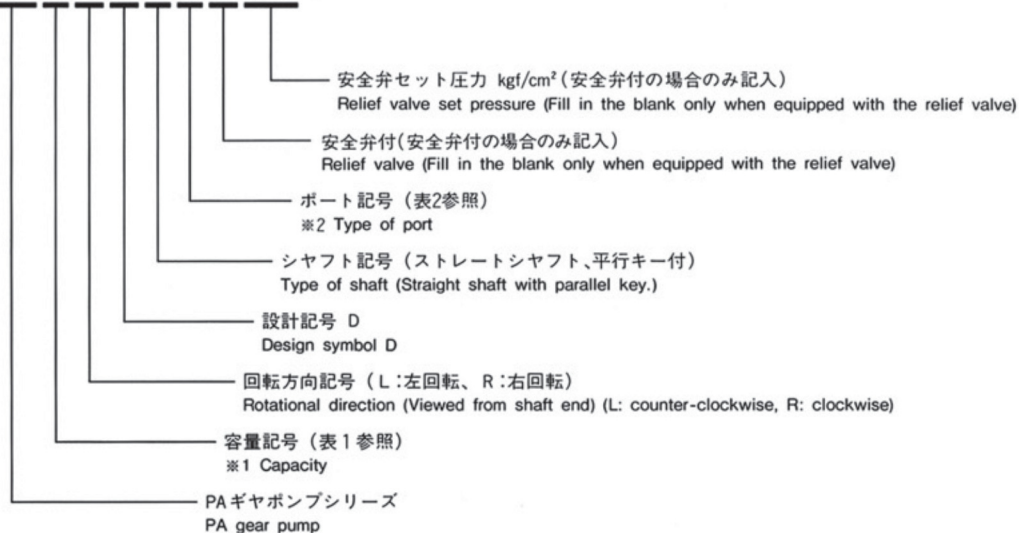 安全弁セット圧力 kgf/cm²(安全弁付の場合のみ記入)
Relief valve set pressure (Fill in the blank only when equipped with the relief valve)
安全弁付(安全弁付の場合のみ記入)
Relief valve (Fill in the blank only when equipped with the relief valve)
ポート記号 (表2参照)
※2 Type of port
シャフト記号 (ストレートシャフト、平行キー付)
Type of shaft (Straight shaft with parallel key.)
設計記号 D
Design symbol D
回転方向記号 (L:左回転、R:右回転)
Rotational direction (Viewed from shaft end) (L: counter-clockwise, R: clockwise)
容量記号 (表1参照)
※1 Capacity
PAギヤポンプシリーズ
PA gear pump